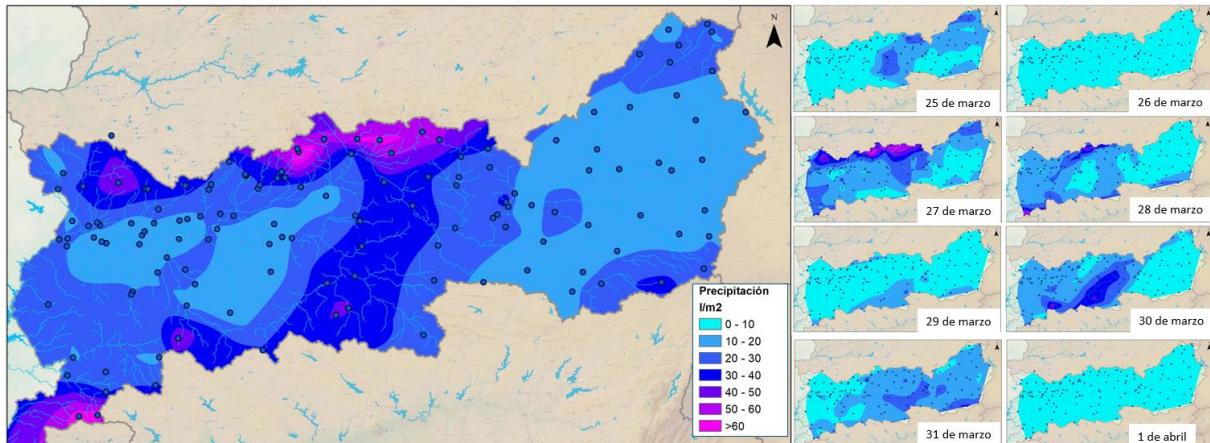 N
Precipitación
l/m2
0 - 10
10 - 20
20 - 30
30 - 40
40 - 50
50 - 60
>60
25 de marzo
26 de marzo
27 de marzo
28 de marzo
29 de marzo
30 de marzo
31 de marzo
1 de abril